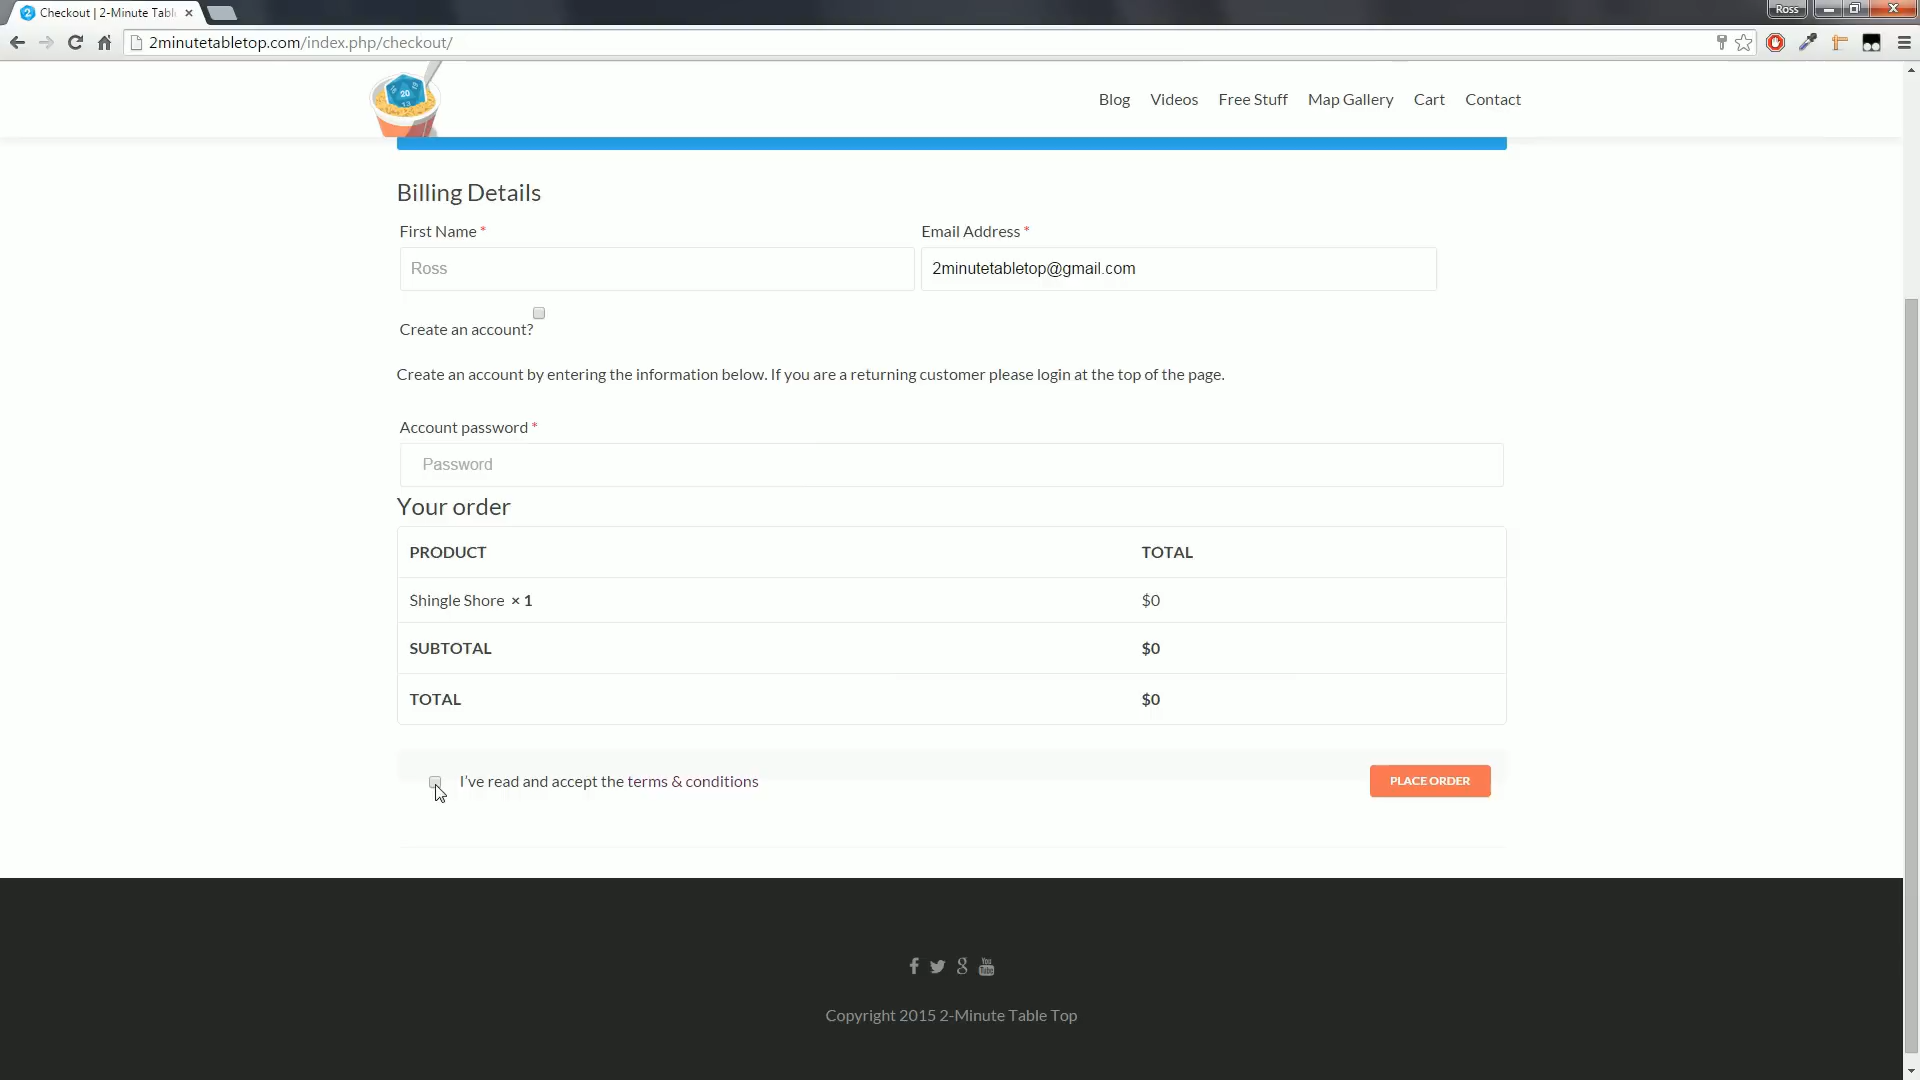 Checkout | 2-Minute Tabl
Ross
2minutetabletop.com/index.php/checkout/
20
Blog Videos Free Stuff Map Gallery Cart Contact
Billing Details
First Name * Email Address *
Ross 2minutetabletop@gmail.com
Create an account?
Create an account by entering the information below. If you are a returning customer please login at the top of the page.
Account password *
Password
Your order
PRODUCT TOTAL
Shingle Shore × 1 $0
SUBTOTAL $0
TOTAL $0
I've read and accept the terms & conditions PLACE ORDER
You
Tube
Copyright 2015 2-Minute Table Top